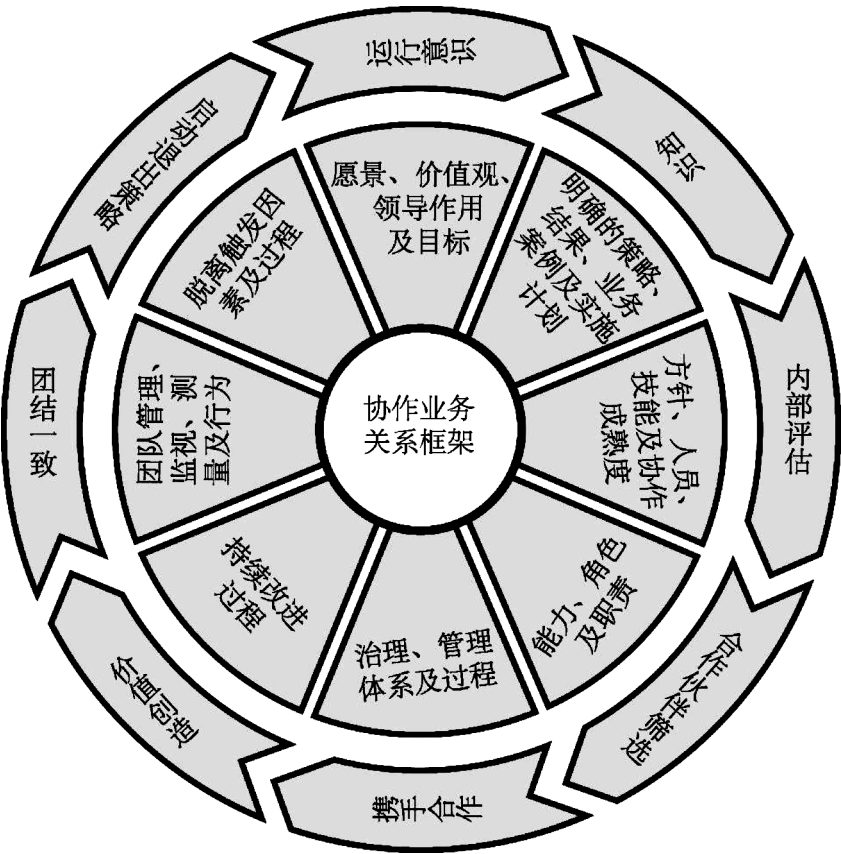 运行意识
知识
内部评估
合作伙伴筛选
携手合作
价值创造
团结一致
启动退出策略
愿景、价值观、
领导作用
及目标
明确的策略、
结果、业务
案例及实施
计划
方针、人员、
技能及协作
成熟度
能力、角色
及职责
治理、管理
体系及过程
持续改进
过程
团队管理、
监视、测
量及行为
脱离触发因
素及过程
协作业务
关系框架